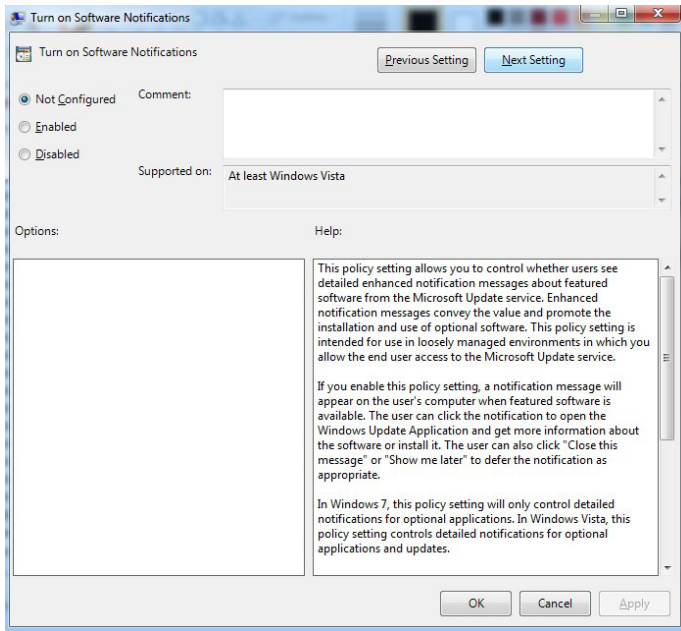 Turn on Software Notifications
Turn on Software Notifications
Previous Setting
Next Setting
Not Configured
Comment:
Enabled
Disabled
Supported on:
At least Windows Vista
Options:
Help:
This policy setting allows you to control whether users see
detailed enhanced notification messages about featured
software from the Microsoft Update service. Enhanced
notification messages convey the value and promote the
installation and use of optional software. This policy setting is
intended for use in loosely managed environments in which you
allow the end user access to the Microsoft Update service.
If you enable this policy setting, a notification message will
appear on the user's computer when featured software is
available. The user can click the notification to open the
Windows Update Application and get more information about
the software or install it. The user can also click "Close this
message" or "Show me later" to defer the notification as
appropriate.
In Windows 7, this policy setting will only control detailed
notifications for optional applications. In Windows Vista, this
policy setting controls detailed notifications for optional
applications and updates.
OK
Cancel
Apply